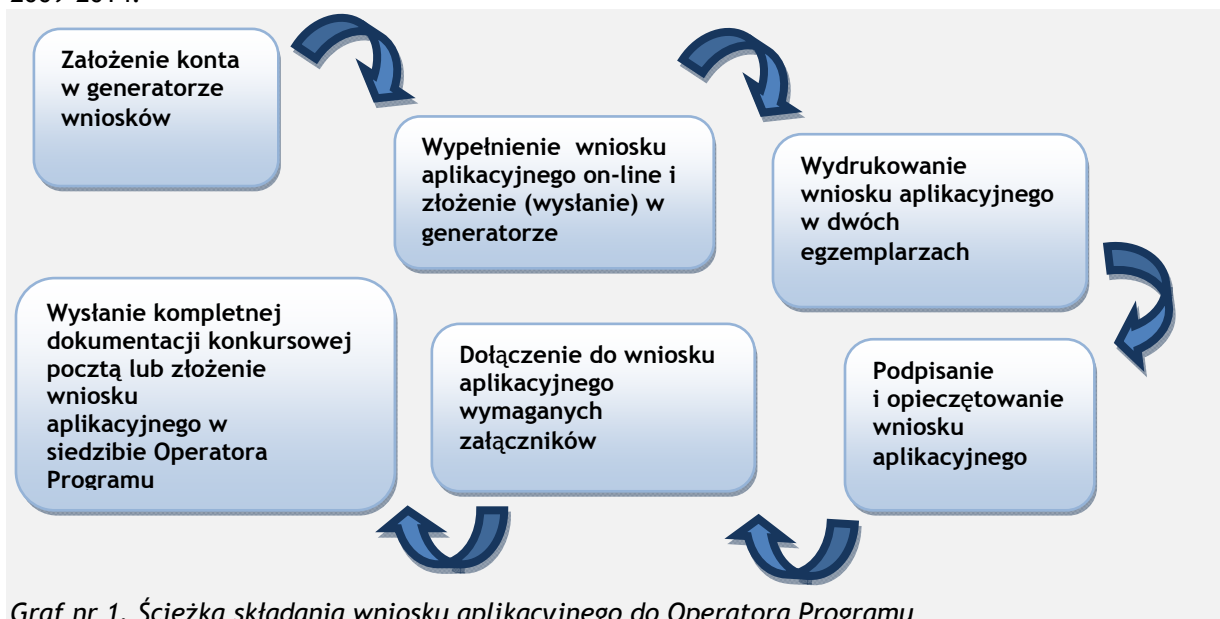 2009-2014.
Założenie konta
w generatorze
wniosków
Wypełnienie wniosku
aplikacyjnego on-line i
złożenie (wysłanie) w
generatorze
Wydrukowanie
wniosku aplikacyjnego
w dwóch
egzemplarzach
Podpisanie
i opieczętowanie
wniosku
aplikacyjnego
Dołączenie do wniosku
aplikacyjnego
wymaganych
załączników
Wysłanie kompletnej
dokumentacji konkursowej
pocztą lub złożenie
wniosku
aplikacyjnego w
siedzibie Operatora
Programu
Graf nr 1. Ścieżka składania wniosku aplikacyjnego do Operatora Programu